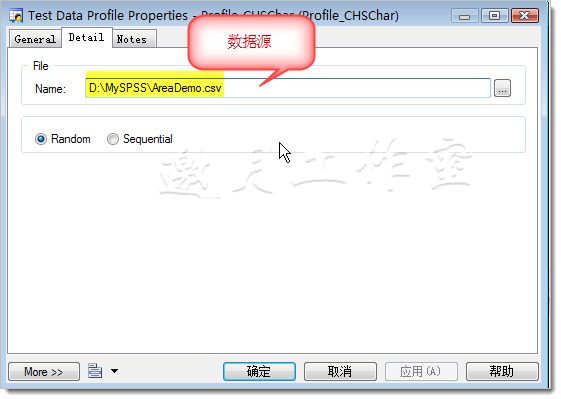 Test Data Profile Properties - Profile_CHSChar (Profile_CHSChar)
General Detail Notes
数据源
File
Name: D:\MySPSS\AreaDemo.csv ...
Random Sequential
邀月工作室
More >> 确定 取消 应用(A) 帮助